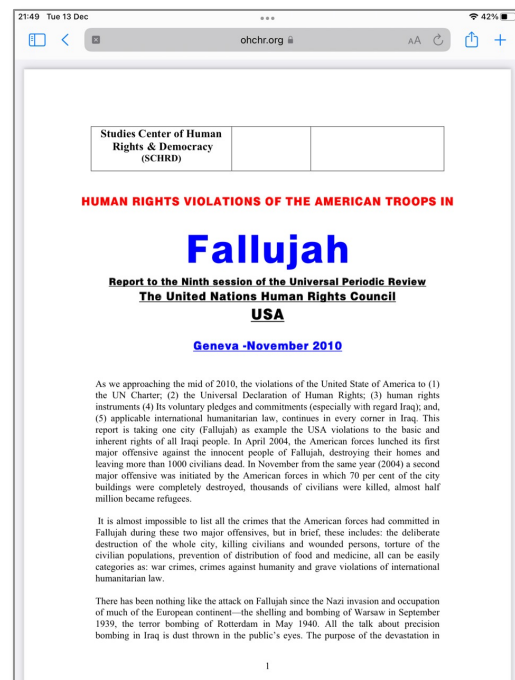 21:49 Tue 13 Dec
42%
ohchr.org
AA
Studies Center of Human
Rights & Democracy
(SCHRD)
HUMAN RIGHTS VIOLATIONS OF THE AMERICAN TROOPS IN
Fallujah
Report to the Ninth session of the Universal Periodic Review
The United Nations Human Rights Council
USA
Geneva -November 2010
As we approaching the mid of 2010, the violations of the United State of America to (1)
the UN Charter; (2) the Universal Declaration of Human Rights; (3) human rights
instruments (4) Its voluntary pledges and commitments (especially with regard Iraq); and,
(5) applicable international humanitarian law, continues in every corner in Iraq. This
report is taking one city (Fallujah) as example the USA violations to the basic and
inherent rights of all Iraqi people. In April 2004, the American forces lunched its first
major offensive against the innocent people of Fallujah, destroying their homes and
leaving more than 1000 civilians dead. In November from the same year (2004) a second
major offensive was initiated by the American forces in which 70 per cent of the city
buildings were completely destroyed, thousands of civilians were killed, almost half
million became refugees.
It is almost impossible to list all the crimes that the American forces had committed in
Fallujah during these two major offensives, but in brief, these includes: the deliberate
destruction of the whole city, killing civilians and wounded persons, torture of the
civilian populations, prevention of distribution of food and medicine, all can be easily
categories as: war crimes, crimes against humanity and grave violations of international
humanitarian law.
There has been nothing like the attack on Fallujah since the Nazi invasion and occupation
of much of the European continent—the shelling and bombing of Warsaw in September
1939, the terror bombing of Rotterdam in May 1940. All the talk about precision
bombing in Iraq is dust thrown in the public's eyes. The purpose of the devastation in
1